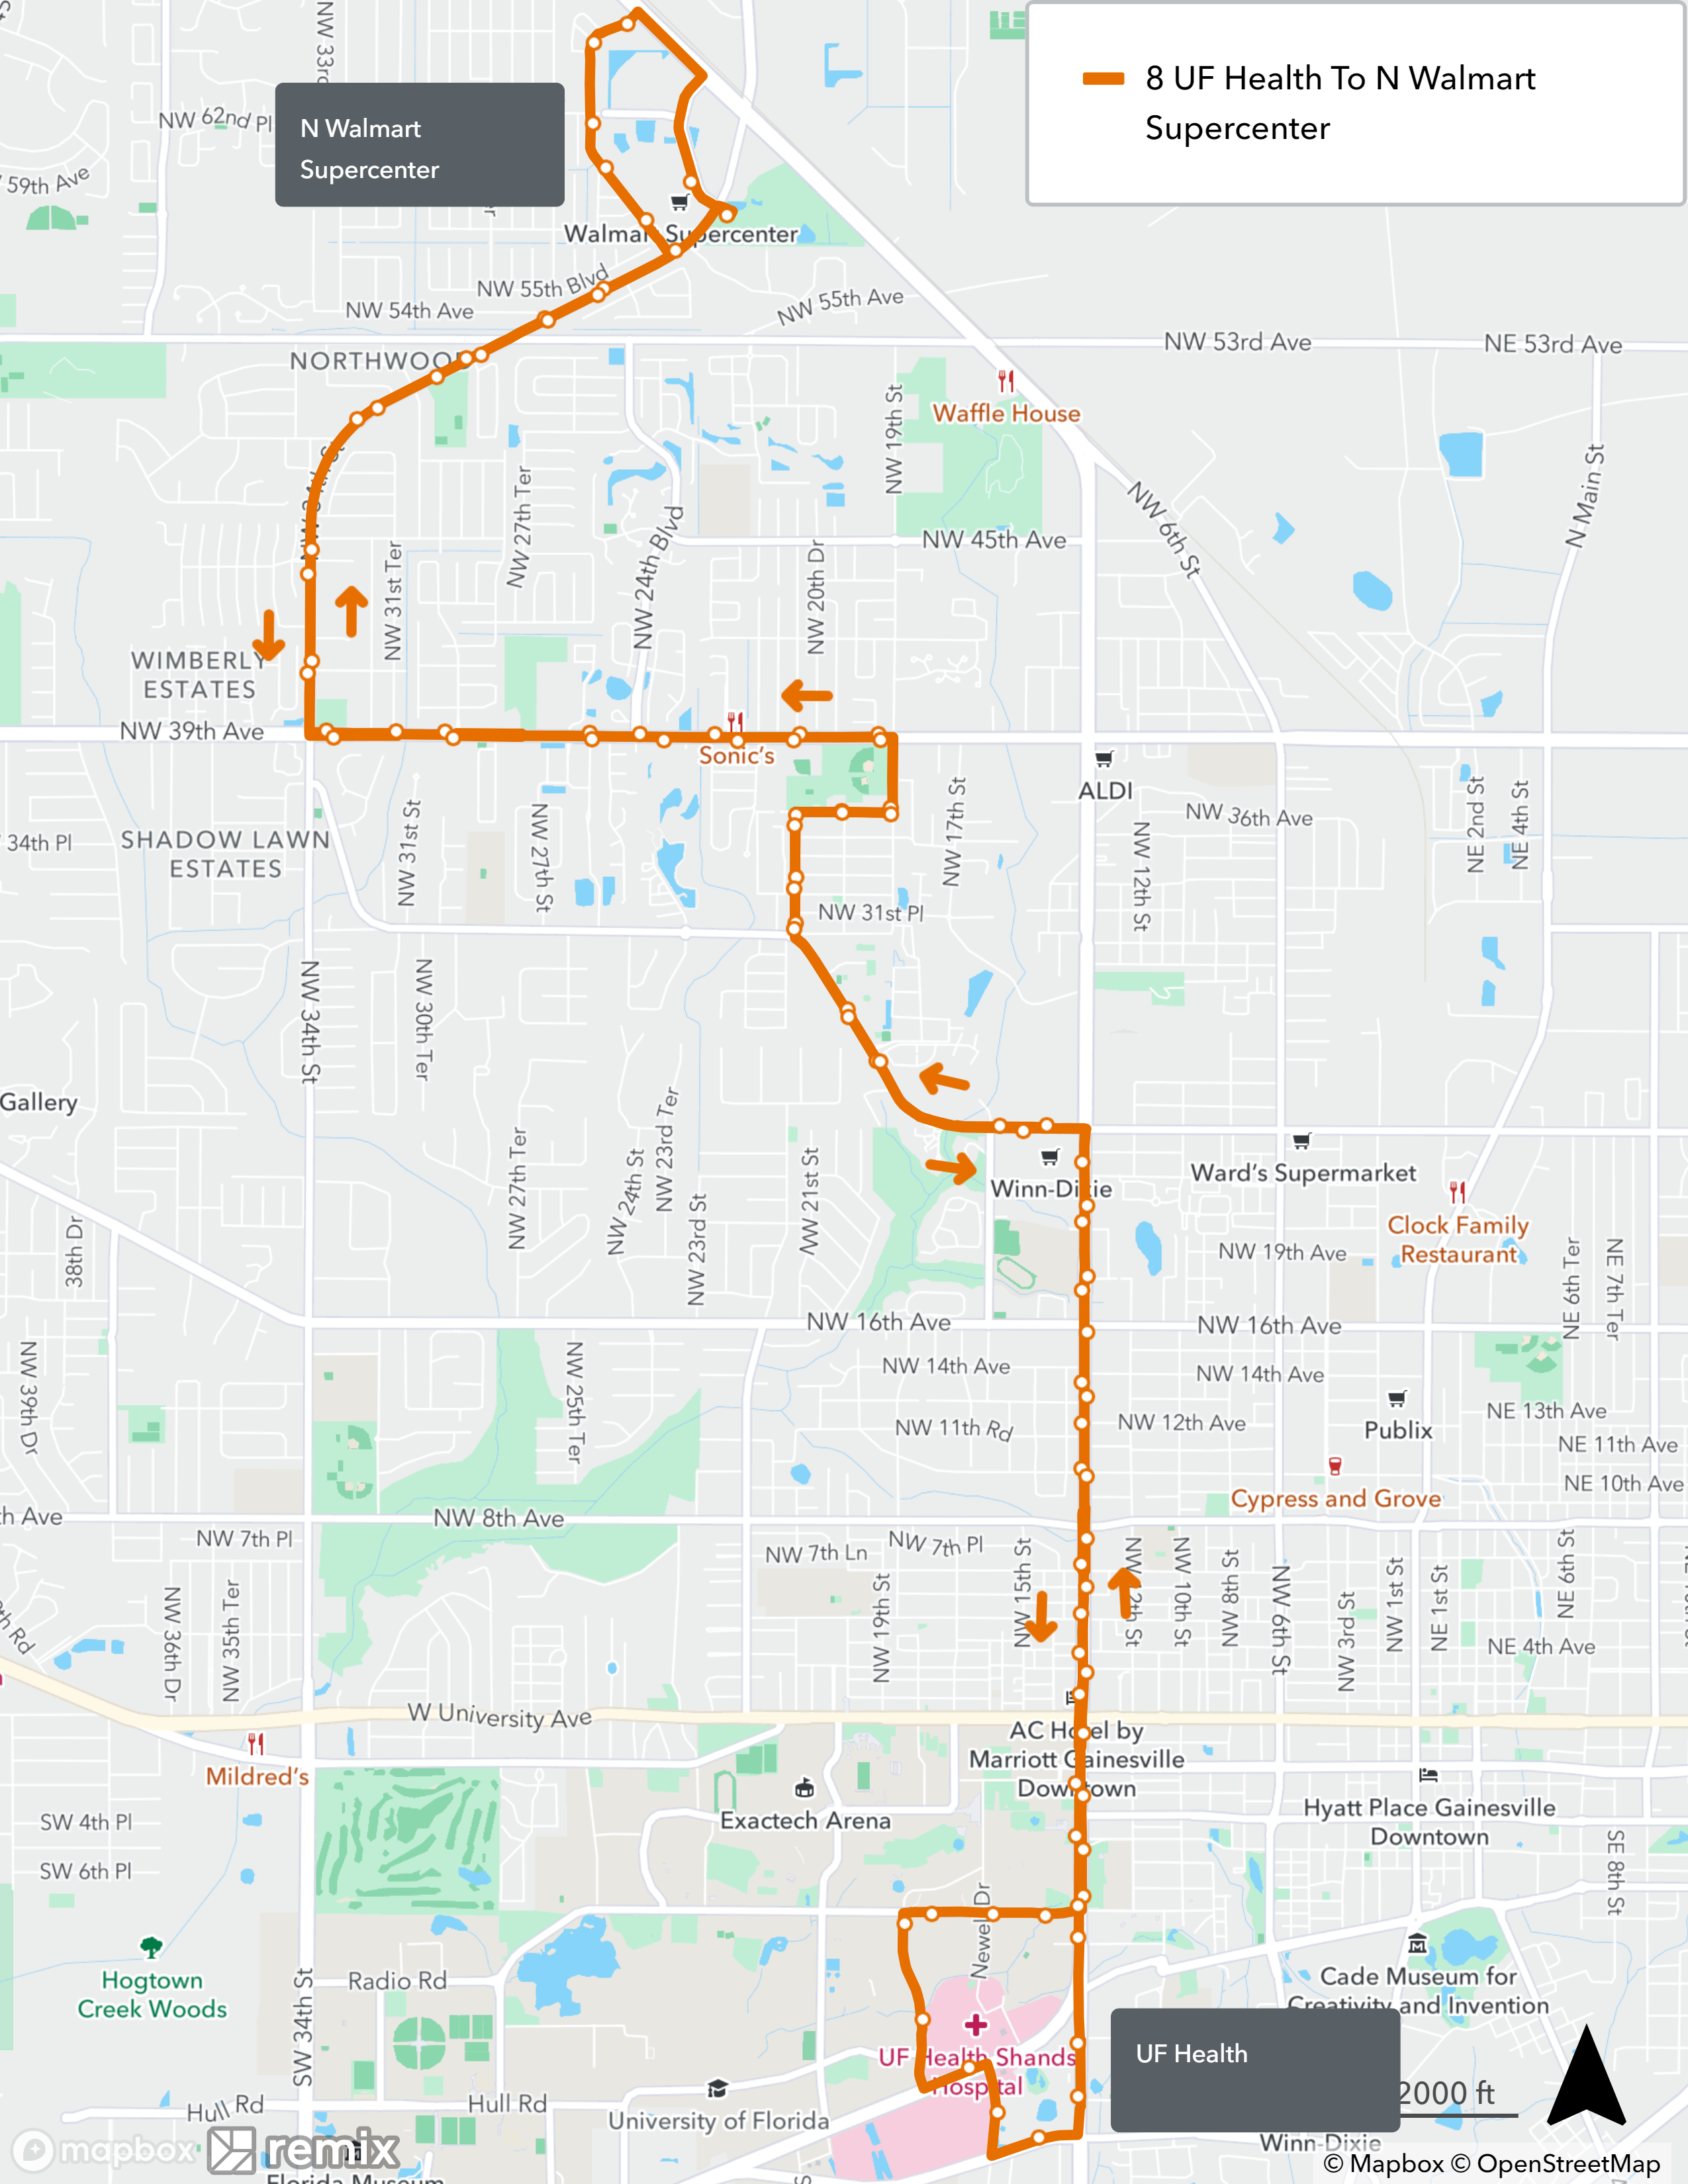 NW 33rd
8 UF Health To N Walmart
Supercenter
N Walmart
Supercenter
NW 62nd Pl
59th Ave
Walmart Supercenter
NW 55th Blvd
NW 54th Ave
NW 55th Ave
NW 53rd Ave
NE 53rd Ave
NORTHWOOD
Waffle House
NW 19th St
N Main St
NW 34th St
NW 27th Ter
NW 24th Blvd
NW 6th St
NW 45th Ave
NW 31st Ter
NW 20th Dr
WIMBERLY
ESTATES
NW 39th Ave
Sonic's
ALDI
NW 17th St
NE 2nd St
NE 4th St
NW 36th Ave
34th Pl
SHADOW LAWN
ESTATES
NW 31st St
NW 27th St
NW 12th St
NW 31st Pl
NW 34th St
NW 30th Ter
Gallery
NW 23rd Ter
NW 27th Ter
NW 24th St
NW 21st St
Ward's Supermarket
Winn-Dixie
NW 23rd St
38th Dr
Clock Family
Restaurant
NW 19th Ave
NE 6th Ter
NE 7th Ter
NW 16th Ave
NW 16th Ave
NW 39th Dr
NW 25th Ter
NW 14th Ave
NW 14th Ave
NW 11th Rd
NW 12th Ave
Publix
NE 13th Ave
NE 11th Ave
NE 10th Ave
Cypress and Grove
th Ave
NW 8th Ave
NW 7th Pl
NW 7th Ln
NW 7th Pl
NW 15th St
NW 12th St
NW 10th St
NW 8th St
NW 6th St
NW 3rd St
NW 1st St
NE 1st St
NE 6th St
NW 36th Dr
NW 35th Ter
NW 19th St
NE 4th Ave
th Rd
W University Ave
AC Hotel by
Marriott Gainesville
Downtown
Mildred's
Exactech Arena
Hyatt Place Gainesville
Downtown
SW 4th Pl
SW 6th Pl
SE 8th St
Newell Dr
Hogtown
Creek Woods
Radio Rd
SW 34th St
Cade Museum for
Creativity and Invention
UF Health Shands
Hospital
UF Health
2000 ft
Hull Rd
Hull Rd
University of Florida
Winn-Dixie
mapbox
remix
Florida Museum
© Mapbox © OpenStreetMap